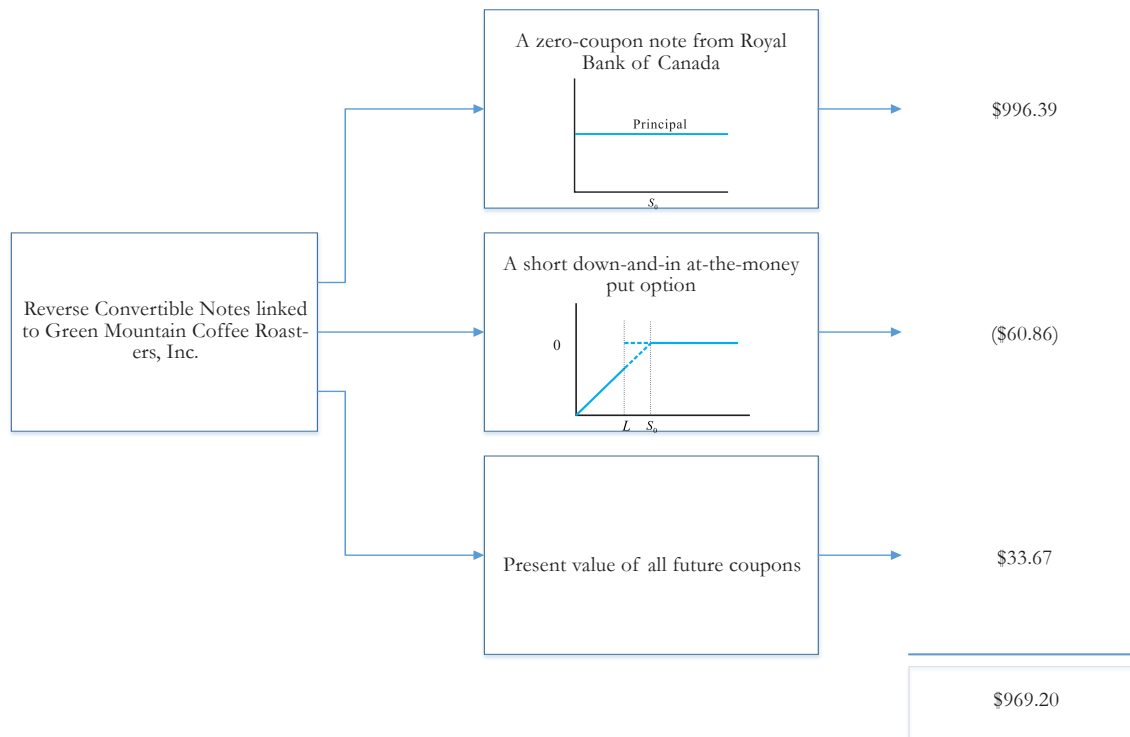 A zero-coupon note from Royal
Bank of Canada
Principal
S₀
$996.39
Reverse Convertible Notes linked
to Green Mountain Coffee Roast-
ers, Inc.
A short down-and-in at-the-money
put option
0
L S₀
($60.86)
Present value of all future coupons
$33.67
$969.20